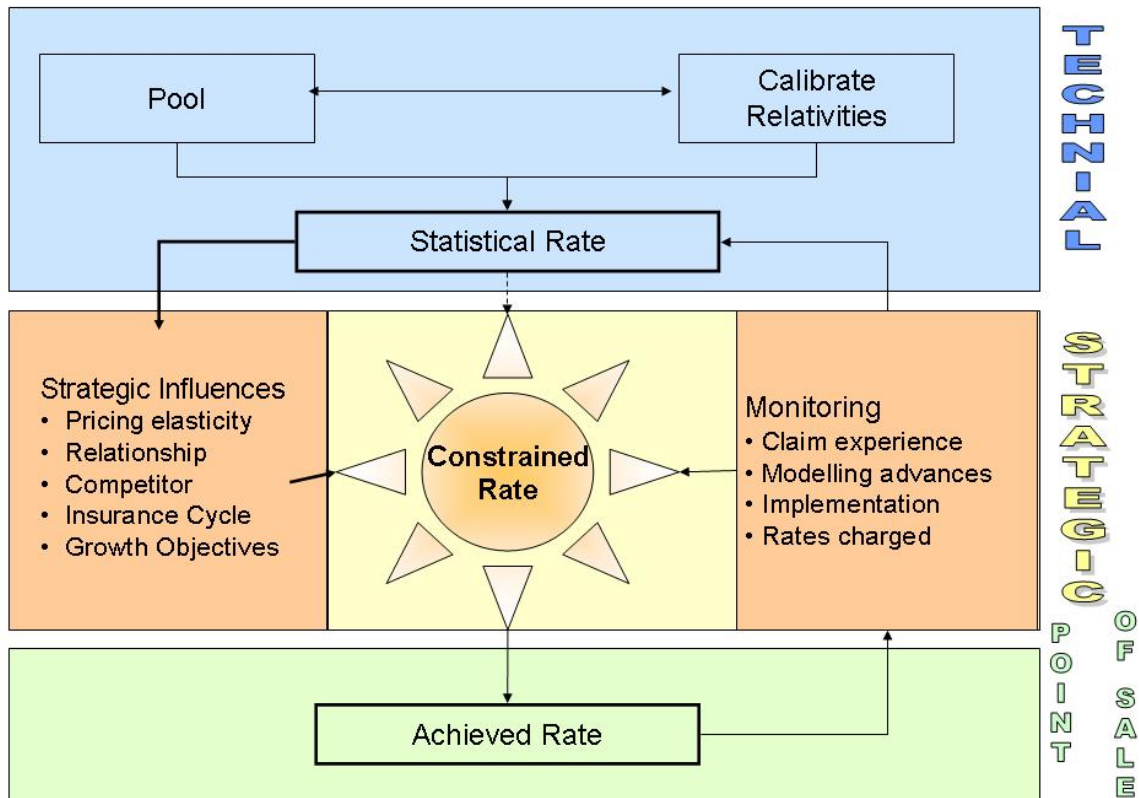 Pool
Calibrate
Relativities
Statistical Rate
TECHNIAL
Strategic Influences
• Pricing elasticity
• Relationship
• Competitor
• Insurance Cycle
• Growth Objectives
Constrained
Rate
Monitoring
• Claim experience
• Modelling advances
• Implementation
• Rates charged
STRATEGIC
Achieved Rate
POINT
OF SALE